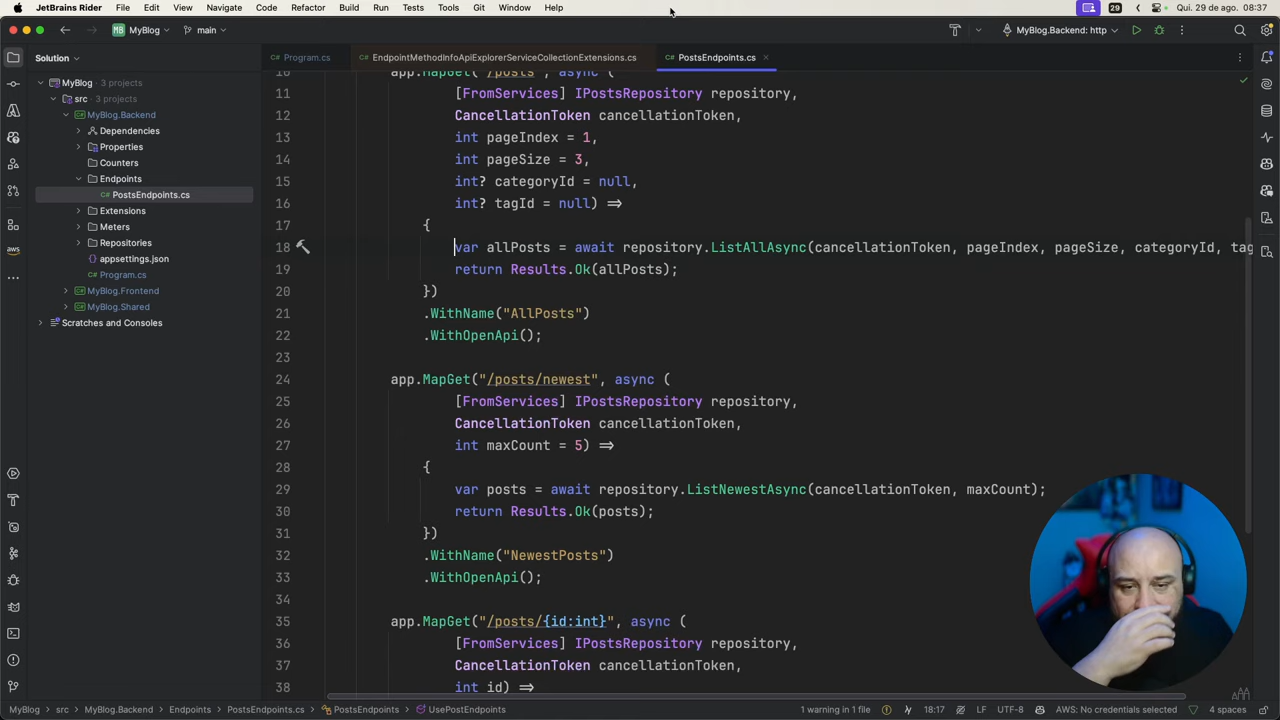 JetBrains Rider File Edit View Navigate Code Refactor Build Run Tests Tools Git Window Help 29 Qui. 29 de ago. 08:37
MB MyBlog main MyBlog.Backend: http
Solution Program.cs EndpointMethodInfoApiExplorerServiceCollectionExtensions.cs PostsEndpoints.cs
MyBlog 3 projects
src 3 projects
MyBlog.Backend
Dependencies
Properties
Counters
Endpoints
PostsEndpoints.cs
Extensions
Meters
Repositories
appsettings.json
Program.cs
MyBlog.Frontend
MyBlog.Shared
Scratches and Consoles
10 app.MapGet("/posts", async (
11 [FromServices] IPostsRepository repository,
12 CancellationToken cancellationToken,
13 int pageIndex = 1,
14 int pageSize = 3,
15 int? categoryId = null,
16 int? tagId = null) =>
17 {
18 var allPosts = await repository.ListAllAsync(cancellationToken, pageIndex, pageSize, categoryId, tag
19 return Results.Ok(allPosts);
20 })
21 .WithName("AllPosts")
22 .WithOpenApi();
23
24 app.MapGet("/posts/newest", async (
25 [FromServices] IPostsRepository repository,
26 CancellationToken cancellationToken,
27 int maxCount = 5) =>
28 {
29 var posts = await repository.ListNewestAsync(cancellationToken, maxCount);
30 return Results.Ok(posts);
31 })
32 .WithName("NewestPosts")
33 .WithOpenApi();
34
35 app.MapGet("/posts/{id:int}", async (
36 [FromServices] IPostsRepository repository,
37 CancellationToken cancellationToken,
38 int id) =>
MyBlog src MyBlog.Backend Endpoints PostsEndpoints.cs PostsEndpoints UsePostEndpoints 1 warning in 1 file 18:17 LF UTF-8 AWS: No credentials selected 4 spaces